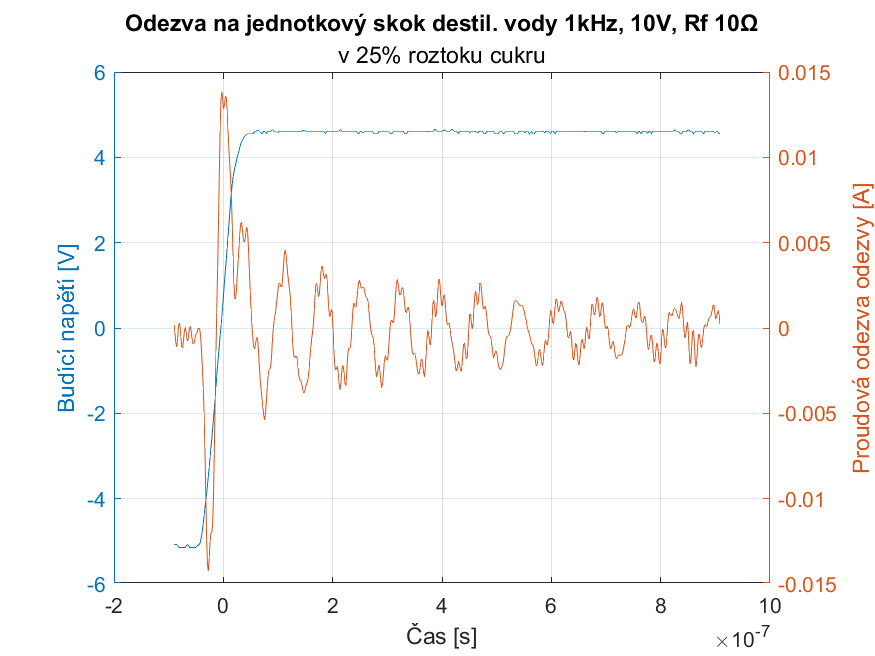 Odezva na jednotkový skok destil. vody 1kHz, 10V, Rf 10Ω
v 25% roztoku cukru
6
4
2
0
-2
-4
-6
Budící napětí [V]
0.015
0.01
0.005
0
-0.005
-0.01
-0.015
Proudová odezva odezvy [A]
-2 0 2 4 6 8 10
Čas [s]
×10-7